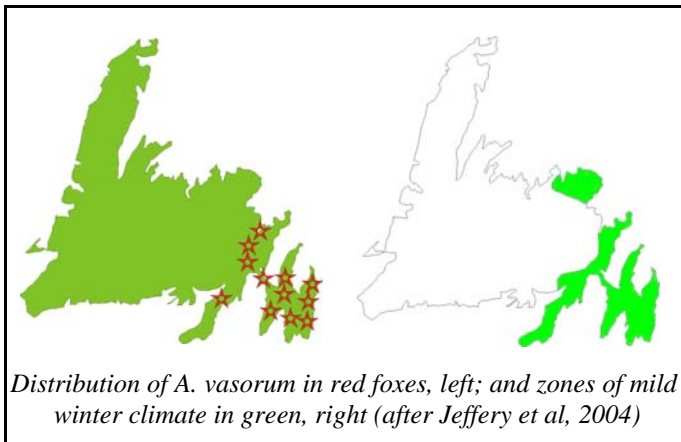 Distribution of A. vasorum in red foxes, left; and zones of mild
winter climate in green, right (after Jeffery et al, 2004)